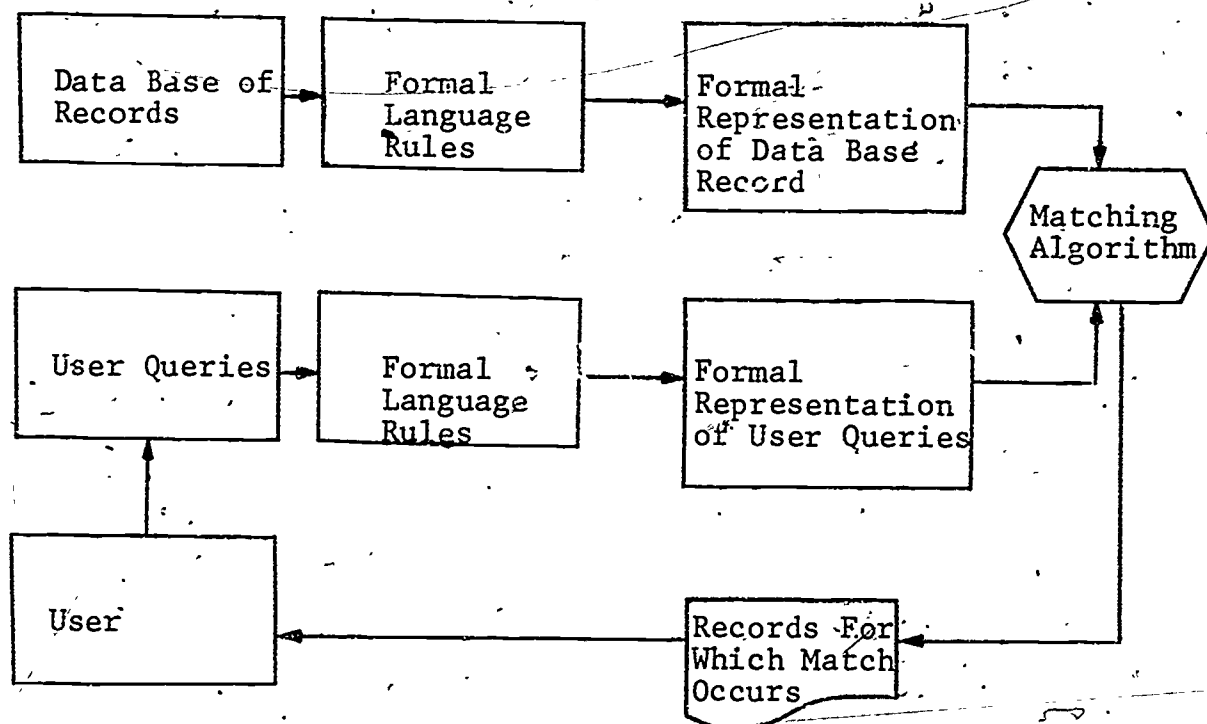 Data Base of
Records
Formal
Language
Rules
Formal
Representation
of Data Base
Record
Matching
Algorithm
User Queries
Formal
Language
Rules
Formal
Representation
of User Queries
User
Records For
Which Match
Occurs